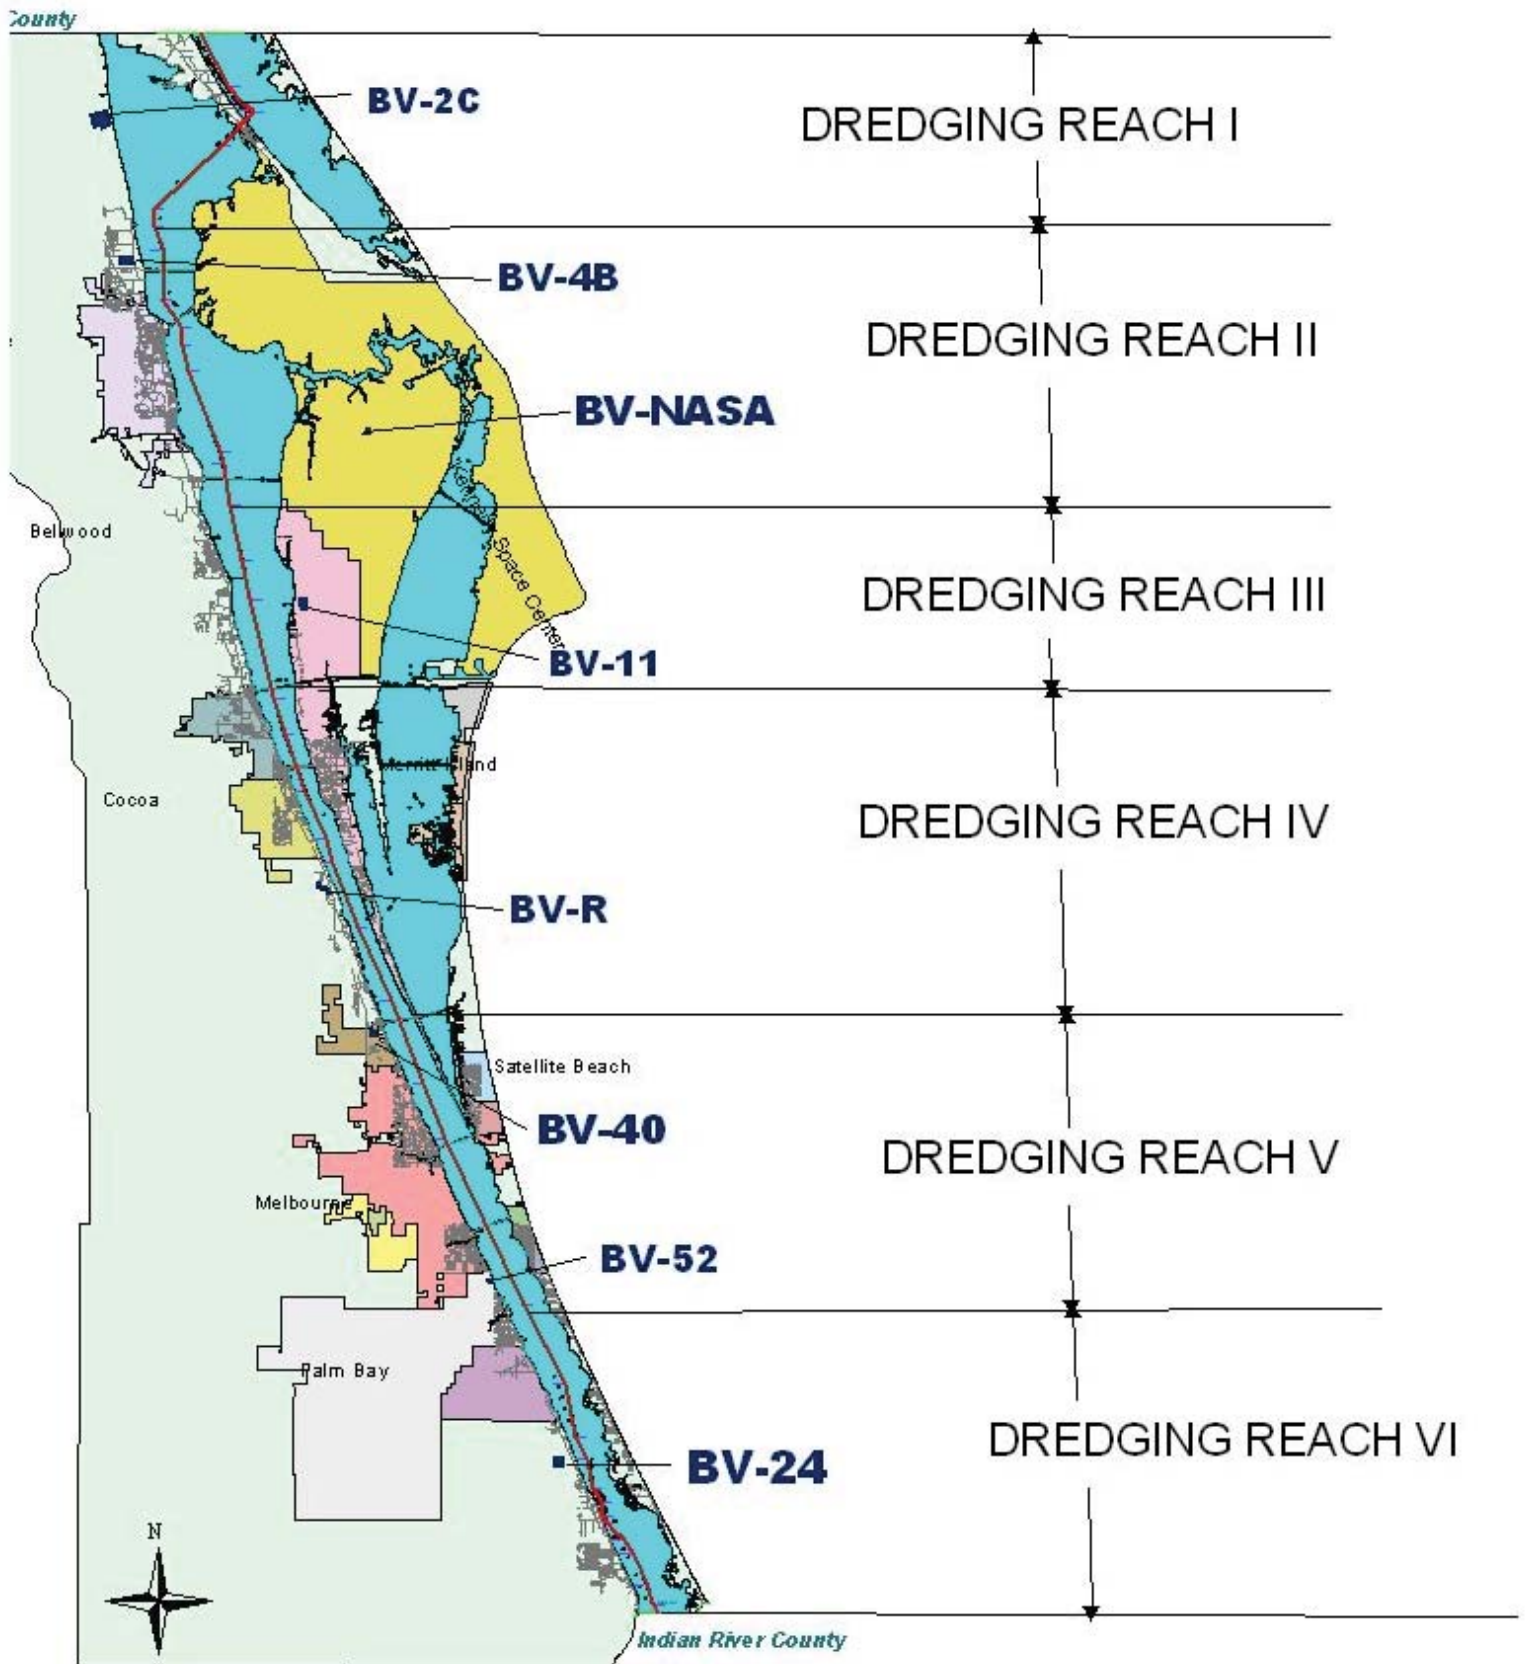 County
BV-2C
DREDGING REACH I
BV-4B
DREDGING REACH II
BV-NASA
Bellwood
Space Center
DREDGING REACH III
BV-11
Merritt Island
Cocoa
DREDGING REACH IV
BV-R
Satellite Beach
BV-40
DREDGING REACH V
Melbourne
BV-52
Palm Bay
DREDGING REACH VI
BV-24
N
Indian River County